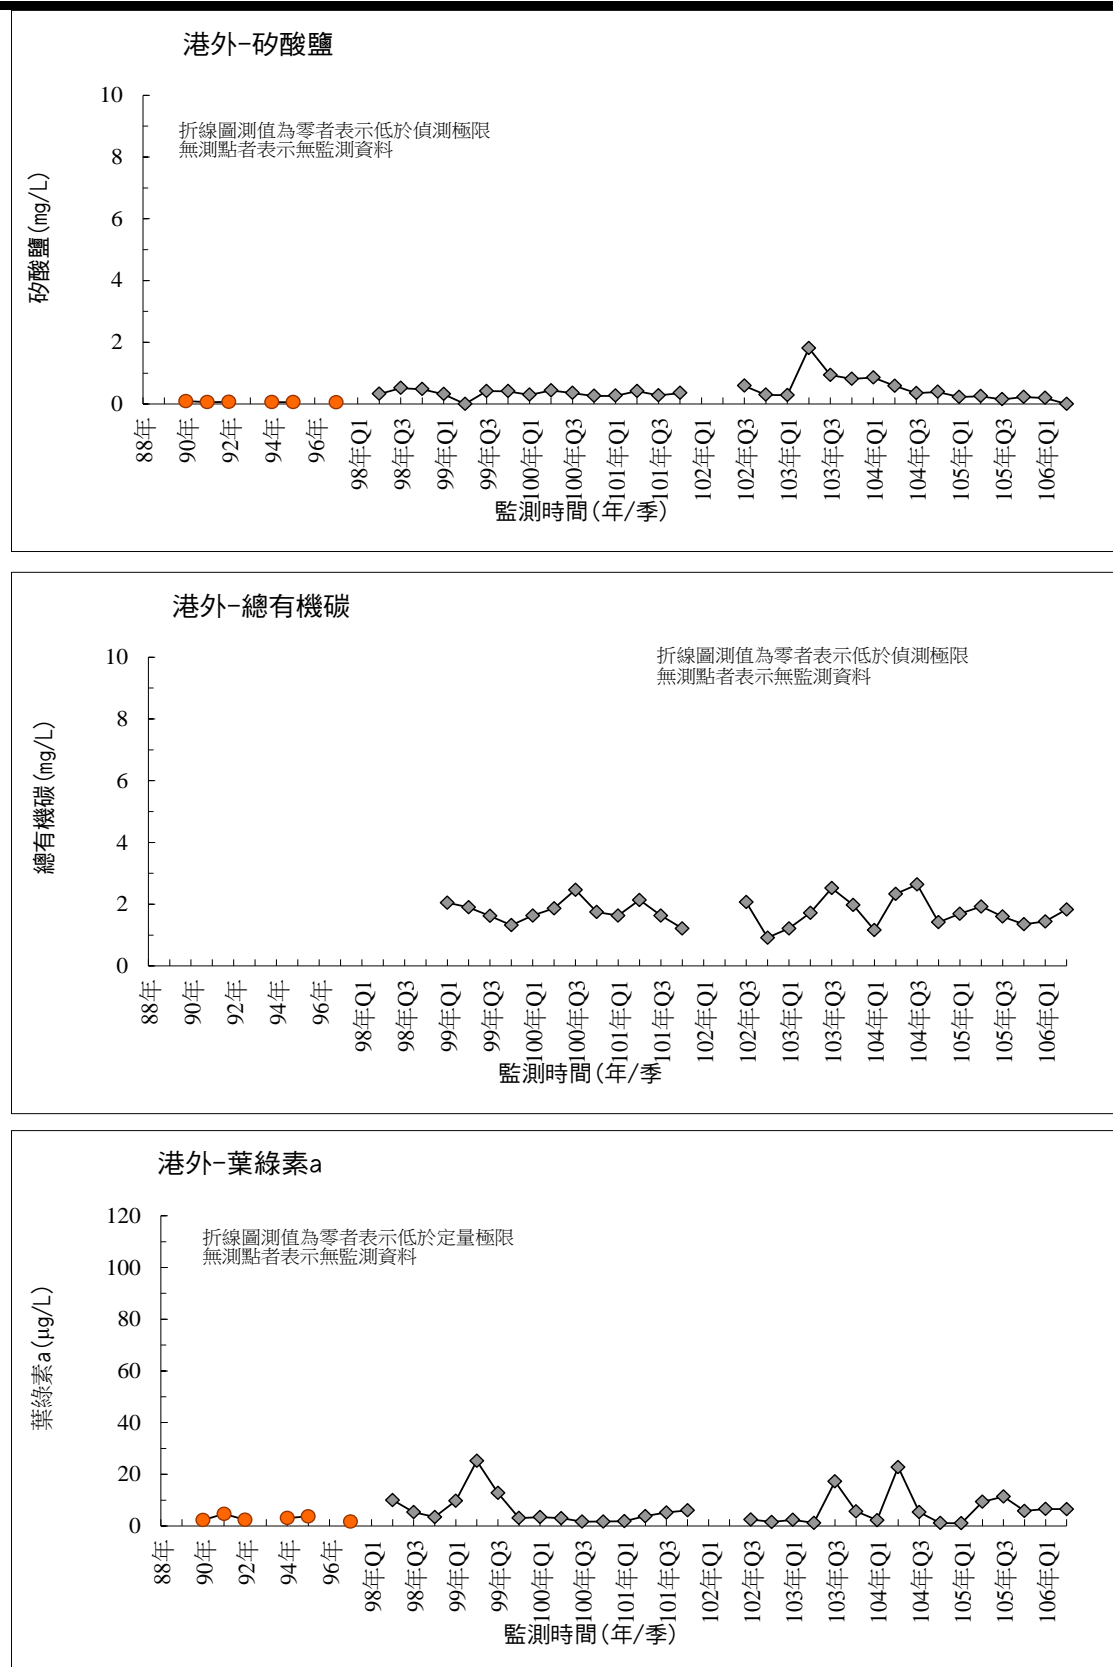 港外-矽酸鹽
10
8
6
4
2
0
矽酸鹽(mg/L)
折線圖測值為零者表示低於偵測極限
無測點者表示無監測資料
88年
90年
92年
94年
96年
98年Q1
98年Q3
99年Q1
99年Q3
100年Q1
100年Q3
101年Q1
101年Q3
102年Q1
102年Q3
103年Q1
103年Q3
104年Q1
104年Q3
105年Q1
105年Q3
106年Q1
監測時間(年/季)
港外-總有機碳
10
8
6
4
2
0
總有機碳(mg/L)
折線圖測值為零者表示低於偵測極限
無測點者表示無監測資料
88年
90年
92年
94年
96年
98年Q1
98年Q3
99年Q1
99年Q3
100年Q1
100年Q3
101年Q1
101年Q3
102年Q1
102年Q3
103年Q1
103年Q3
104年Q1
104年Q3
105年Q1
105年Q3
106年Q1
監測時間(年/季
港外-葉綠素a
120
100
80
60
40
20
0
葉綠素a(μg/L)
折線圖測值為零者表示低於定量極限
無測點者表示無監測資料
88年
90年
92年
94年
96年
98年Q1
98年Q3
99年Q1
99年Q3
100年Q1
100年Q3
101年Q1
101年Q3
102年Q1
102年Q3
103年Q1
103年Q3
104年Q1
104年Q3
105年Q1
105年Q3
106年Q1
監測時間(年/季)